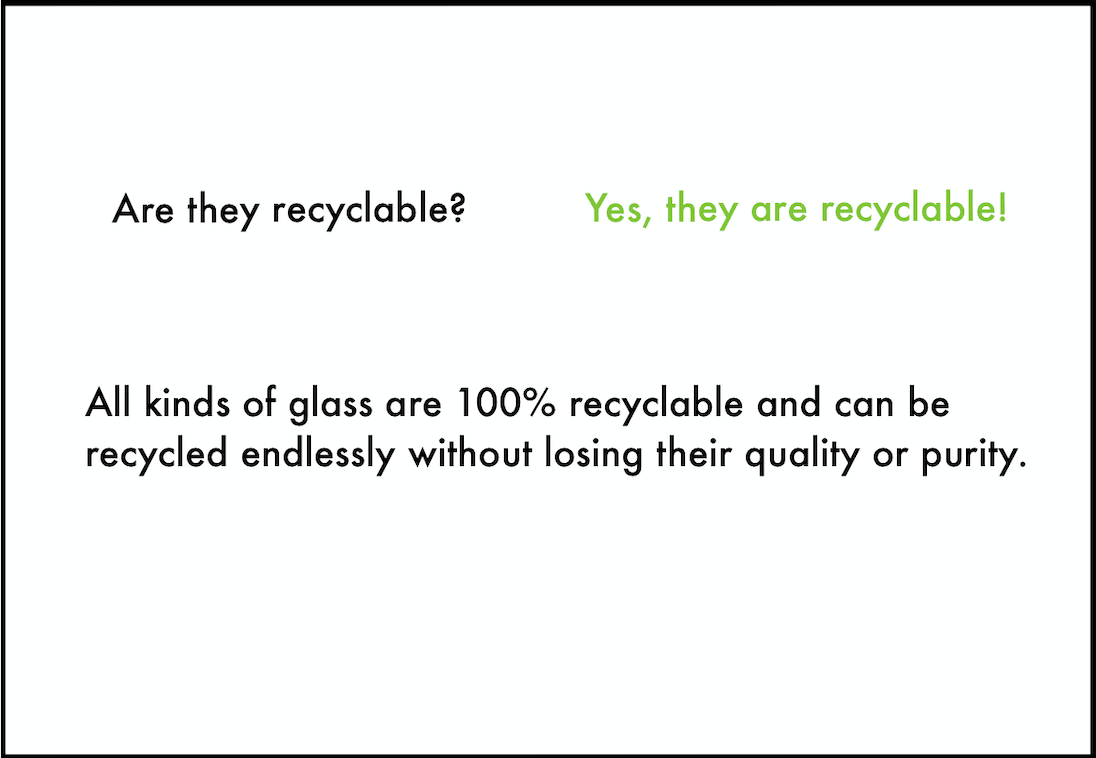 Are they recyclable?
Yes, they are recyclable!
All kinds of glass are 100% recyclable and can be
recycled endlessly without losing their quality or purity.